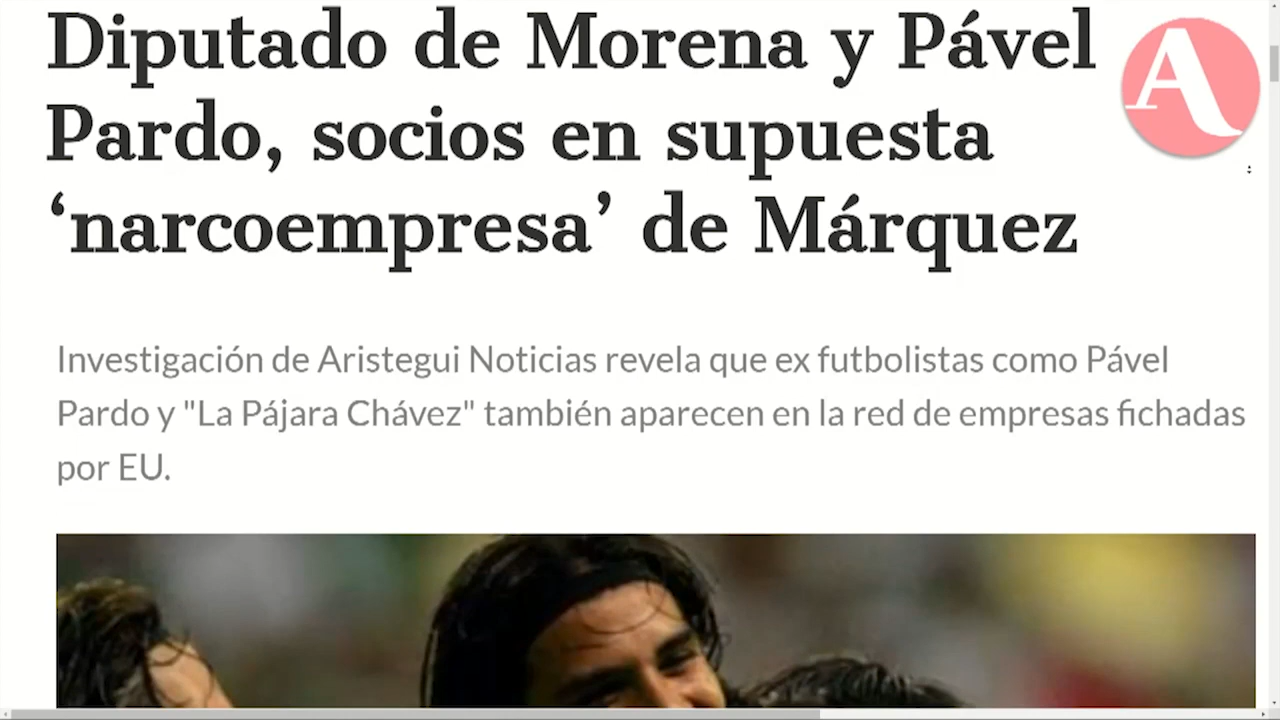 Diputado de Morena y Pável
Pardo, socios en supuesta
‘narcoempresa’ de Márquez
A
Investigación de Aristegui Noticias revela que ex futbolistas como Pável
Pardo y "La Pájara Chávez" también aparecen en la red de empresas fichadas
por EU.